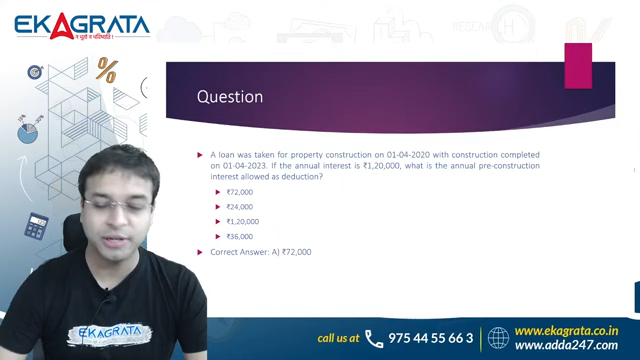 EKAGRATA
Question
A loan was taken for property construction on 01-04-2020 with construction completed
on 01-04-2023. If the annual interest is ₹1,20,000, what is the annual pre-construction
interest allowed as deduction?
₹72,000
₹24,000
₹1,20,000
₹36,000
Correct Answer: A) ₹72,000
EKAGRATA
call us at 975 44 55 66 3
www.ekagrata.co.in
www.adda247.com